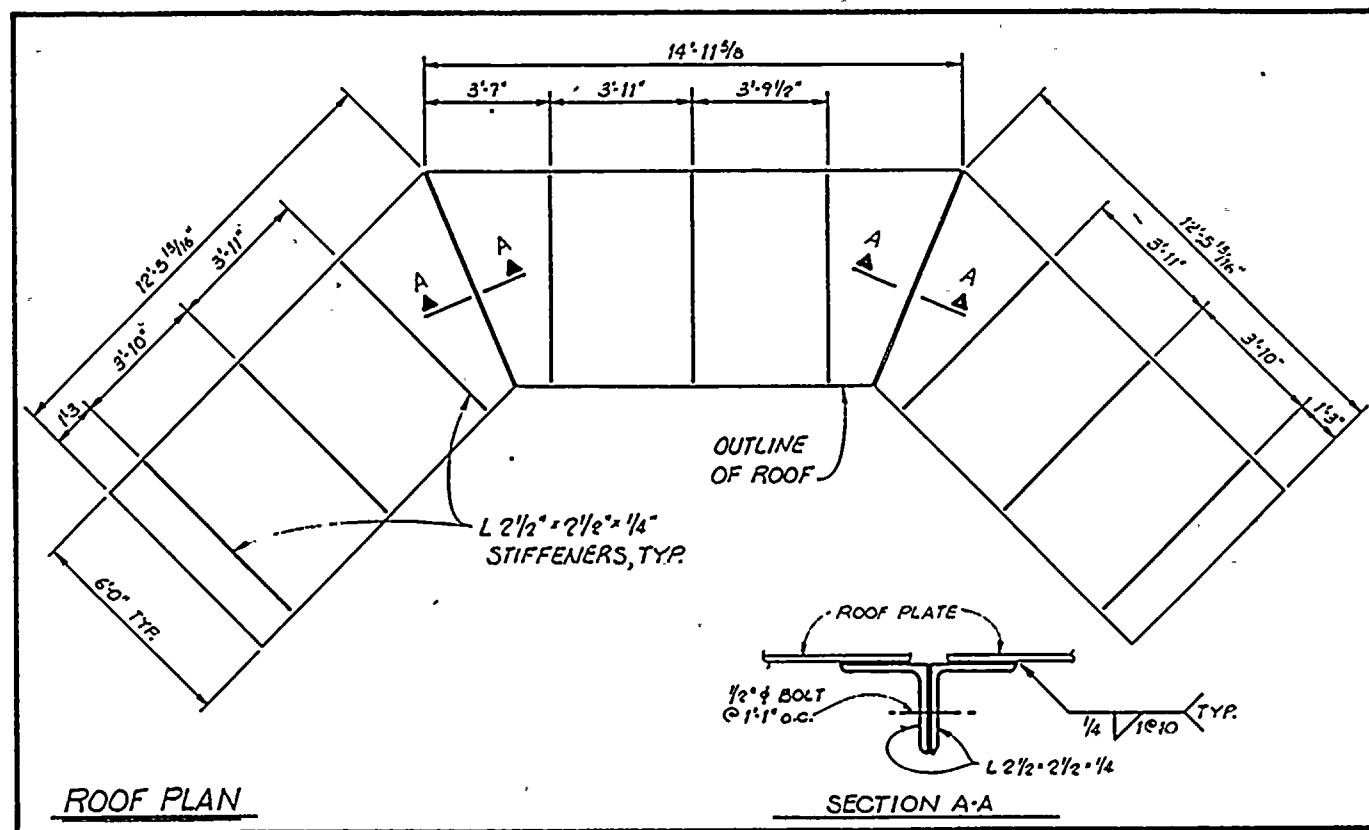 14'-11 5/8
3'-7"
3'-11"
3'-9 1/2"
12'-5 15/16"
3'-11"
3'-10"
1'-3
12'-5 15/16"
3'-11"
3'-10"
1'-3"
A
A
A
A
OUTLINE
OF ROOF
L 2 1/2" x 2 1/2" x 1/4"
STIFFENERS, TYP.
6'-0" TYP.
ROOF PLATE
1/2" ϕ BOLT
@ 1'-1" o.c.
1/4 1@10 TYP.
L 2 1/2 x 2 1/2 x 1/4
ROOF PLAN
SECTION A-A